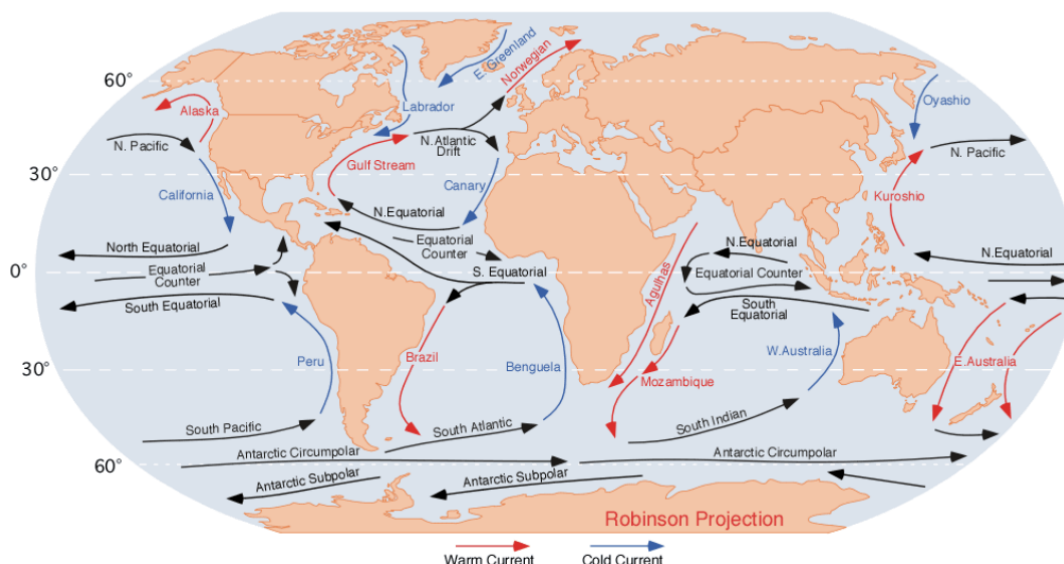 60°
E. Greenland
Norwegian
Alaska
Labrador
Oyashio
N. Pacific
N.Atlantic
Drift
N. Pacific
Gulf Stream
30°
California
Canary
Kuroshio
N.Equatorial
North Equatorial
Equatorial
Counter
N.Equatorial
N.Equatorial
0°
Equatorial
Counter
S. Equatorial
Agulhas
Equatorial Counter
South Equatorial
South
Equatorial
30°
Peru
Brazil
Benguela
Mozambique
W.Australia
E.Australia
South Pacific
South Atlantic
South Indian
60°
Antarctic Circumpolar
Antarctic Circumpolar
Antarctic Subpolar
Antarctic Subpolar
Robinson Projection
Warm Current
Cold Current